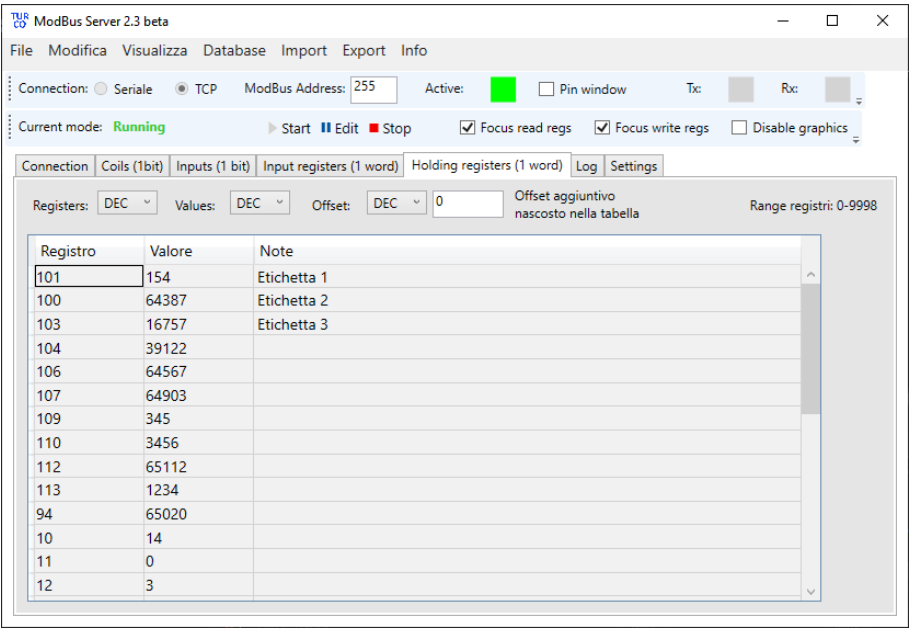 TUR CO ModBus Server 2.3 beta
File Modifica Visualizza Database Import Export Info
Connection: Seriale TCP ModBus Address: 255 Active: Pin window Tx: Rx:
Current mode: Running Start Edit Stop Focus read regs Focus write regs Disable graphics
Connection Coils (1bit) Inputs (1 bit) Input registers (1 word) Holding registers (1 word) Log Settings
Registers: DEC Values: DEC Offset: DEC 0 Offset aggiuntivo nascosto nella tabella Range registri: 0-9998
Registro Valore Note
101 154 Etichetta 1
100 64387 Etichetta 2
103 16757 Etichetta 3
104 39122
106 64567
107 64903
109 345
110 3456
112 65112
113 1234
94 65020
10 14
11 0
12 3